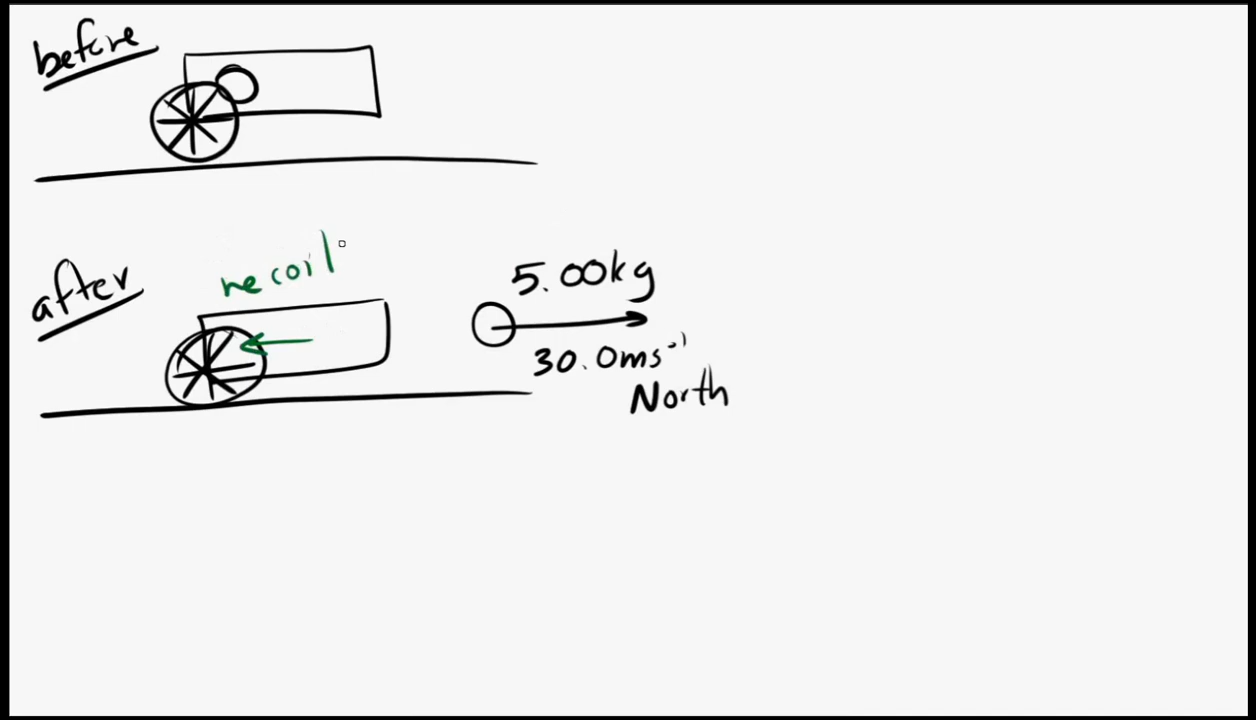 before
after
recoil
5.00kg
30.0ms⁻¹
North